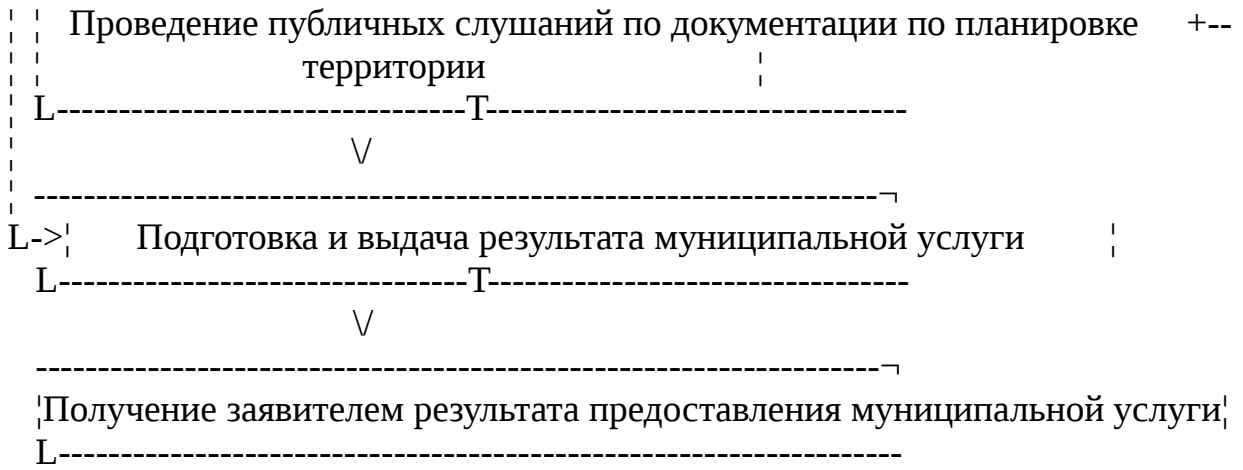 ¦ ¦ Проведение публичных слушаний по документации по планировке +--
¦ ¦ территории ¦
¦ L---------------------------------T----------------------------------
¦ \/
¦ --------------------------------------------------------------------¬
L->¦ Подготовка и выдача результата муниципальной услуги ¦
L---------------------------------T----------------------------------
\/
--------------------------------------------------------------------¬
¦Получение заявителем результата предоставления муниципальной услуги¦
L--------------------------------------------------------------------